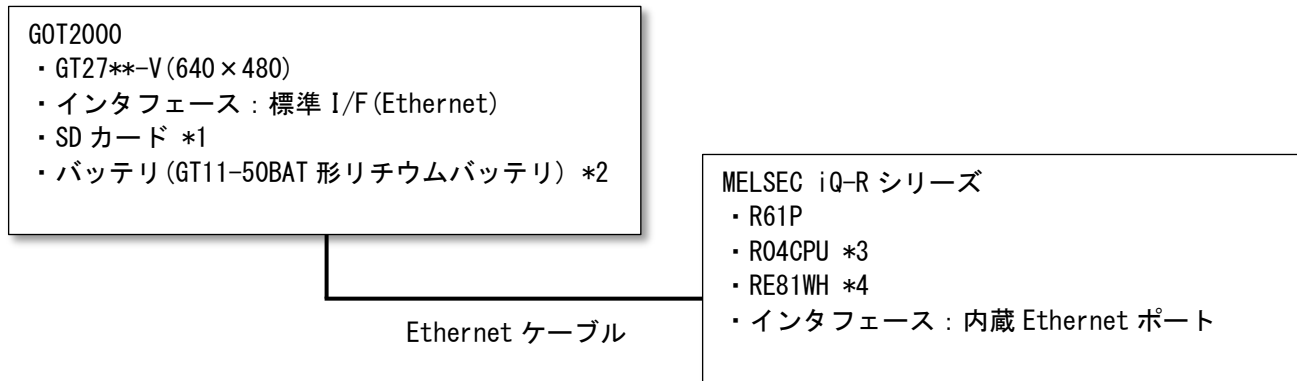 GOT2000
・GT27**-V(640×480)
・インタフェース：標準 I/F(Ethernet)
・SD カード *1
・バッテリ(GT11-50BAT 形リチウムバッテリ) *2
MELSEC iQ-R シリーズ
・R61P
・R04CPU *3
・RE81WH *4
・インタフェース：内蔵 Ethernet ポート
Ethernet ケーブル